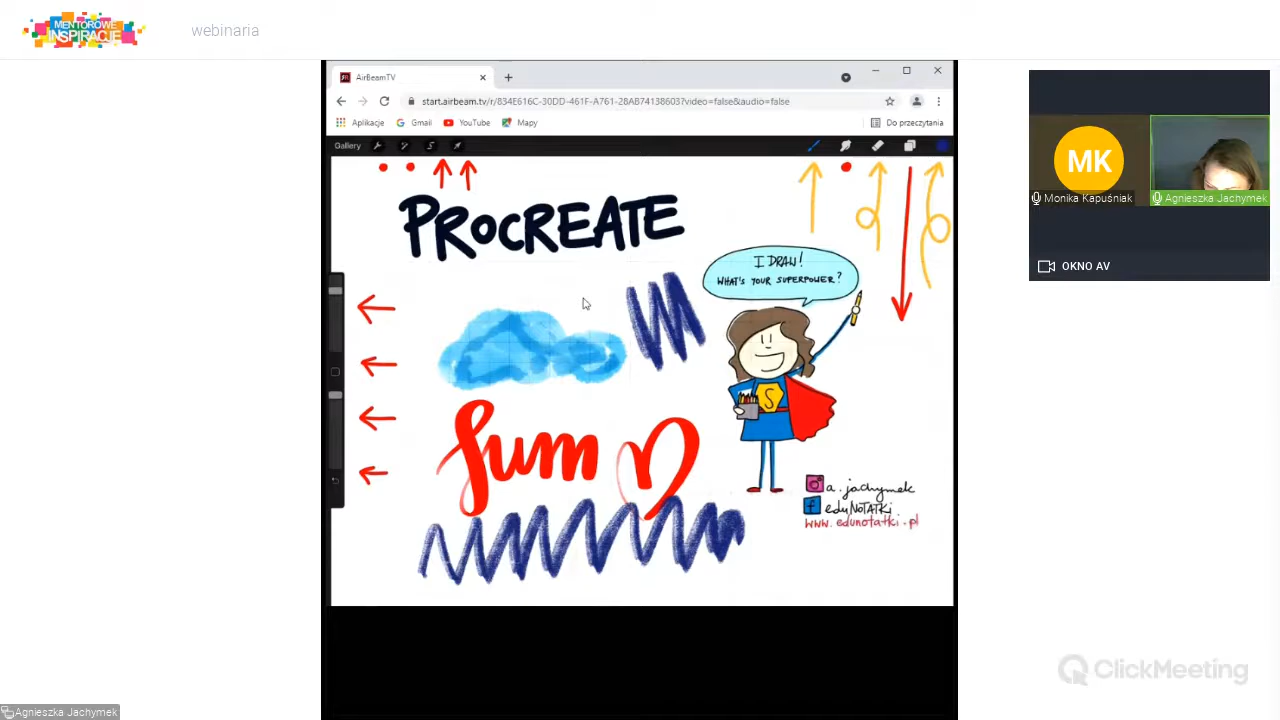 MENTOROWE
INSPIRACJE
webinaria
AirBeamTV
start.airbeam.tv/r/834E616C-30DD-461F-A761-28AB74138603?video=false&audio=false
Aplikacje
Gmail
YouTube
Mapy
Do przeczytania
Gallery
PROCREATE
I DRAW!
WHAT'S YOUR SUPERPOWER?
S
Sum
a.jachymek
eduNOTATKi
www.edunotatki.pl
MK
Monika Kapuśniak
Agnieszka Jachymek
OKNO AV
ClickMeeting
Agnieszka Jachymek